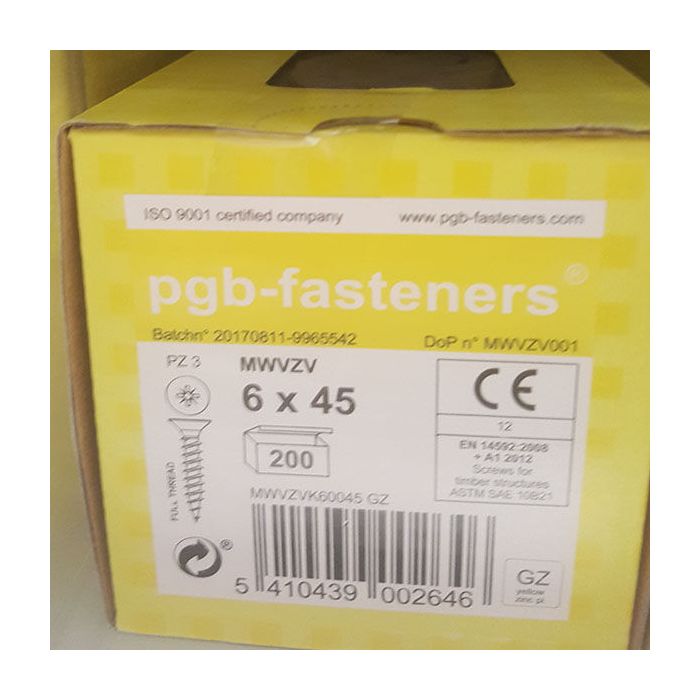 ISO 9001 certified company www.pgb-fasteners.com
pgb-fasteners®
Batchn° 20170811-9965542 DoP n° MWVZV001
PZ 3
MWVZV
6 x 45
200
FULL THREAD
CE
12
EN 14592:2008
+ A1 2012
Screws for
timber structures
ASTM SAE 10B21
MWVZVK60045 GZ
®
5 410439 002646
GZ
yellow
zinc pl.